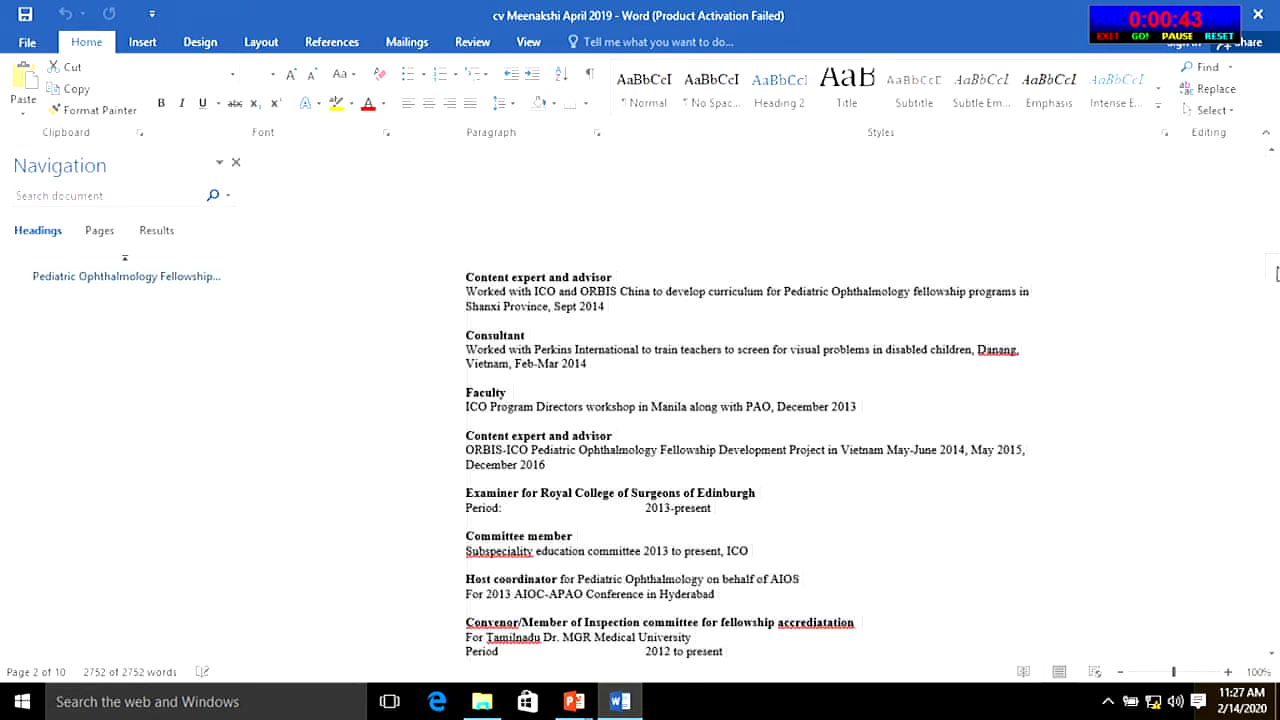 cv Meenakshi April 2019 - Word (Product Activation Failed)
0:00:43
EXIT GO! PAUSE RESET
File Home Insert Design Layout References Mailings Review View Tell me what you want to do...
Paste
Cut
Copy
Format Painter
Clipboard
Aa
B I U abc
Font
Paragraph
AaBbCcI AaBbCcI AaBbCcI AaB AaBbCcD AaBbCcI AaBbCcI AaBbCcI
¶ Normal ¶ No Spac... Heading 2 Title Subtitle Subtle Em... Emphasis Intense E...
Styles
Find
Replace
Select
Editing
Navigation
Search document
Headings Pages Results
Pediatric Ophthalmology Fellowship...
Content expert and advisor
Worked with ICO and ORBIS China to develop curriculum for Pediatric Ophthalmology fellowship programs in
Shanxi Province, Sept 2014
Consultant
Worked with Perkins International to train teachers to screen for visual problems in disabled children, Danang,
Vietnam, Feb-Mar 2014
Faculty
ICO Program Directors workshop in Manila along with PAO, December 2013
Content expert and advisor
ORBIS-ICO Pediatric Ophthalmology Fellowship Development Project in Vietnam May-June 2014, May 2015,
December 2016
Examiner for Royal College of Surgeons of Edinburgh
Period: 2013-present
Committee member
Subspeciality education committee 2013 to present, ICO
Host coordinator for Pediatric Ophthalmology on behalf of AIOS
For 2013 AIOC-APAO Conference in Hyderabad
Convenor/Member of Inspection committee for fellowship accrediatation
For Tamilnadu Dr. MGR Medical University
Period 2012 to present
Page 2 of 10 2752 of 2752 words 100%
Search the web and Windows
11:27 AM
2/14/2020